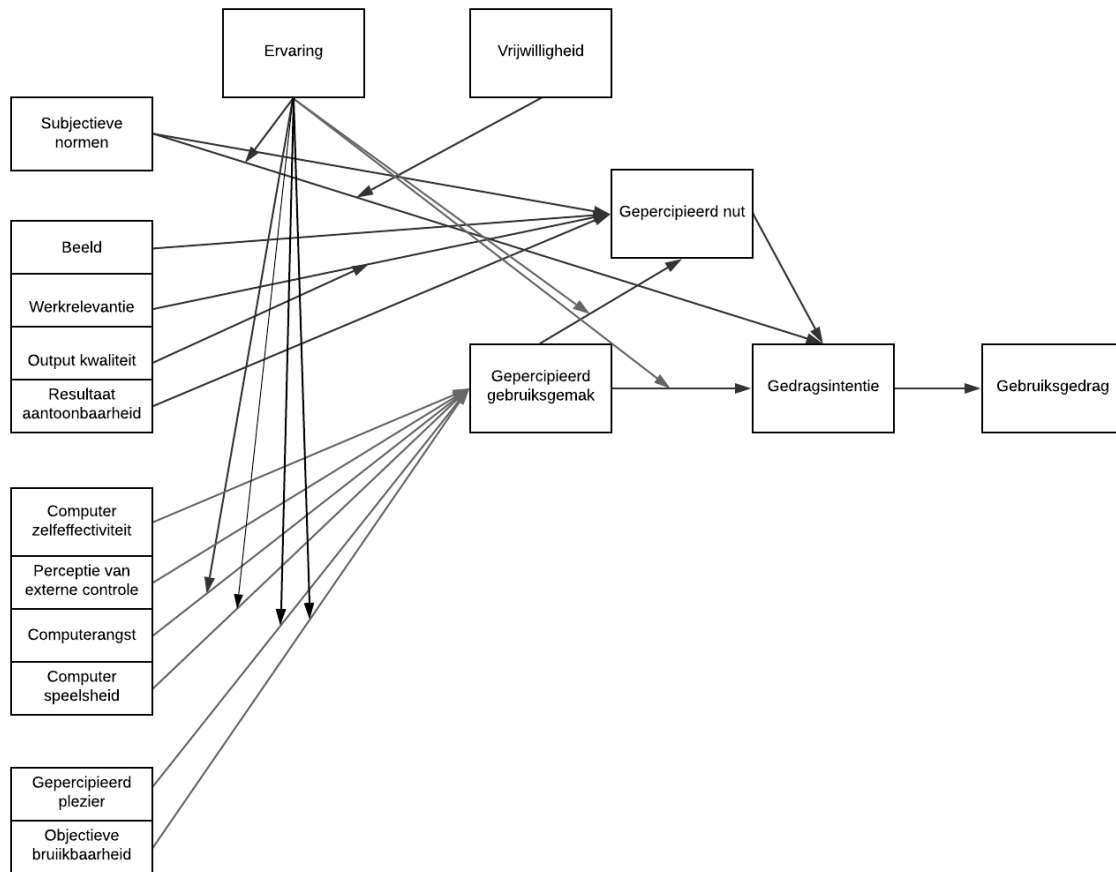 Ervaring
Vrijwilligheid
Subjectieve
normen
Gepercipieerd nut
Beeld
Werkrelevantie
Output kwaliteit
Resultaat
aantoonbaarheid
Gepercipieerd
gebruiksgemak
Gedragsintentie
Gebruiksgedrag
Computer
zelfeffectiviteit
Perceptie van
externe controle
Computerangst
Computer
speelsheid
Gepercipieerd
plezier
Objectieve
bruiikbaarheid